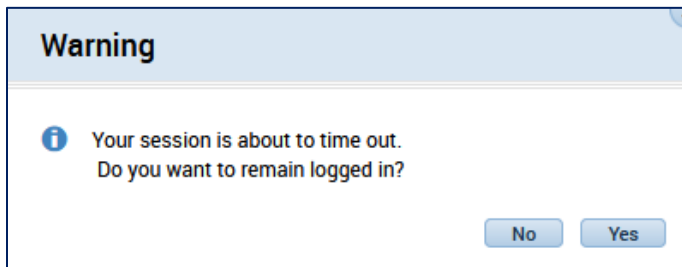 Warning
Your session is about to time out.
Do you want to remain logged in?
No Yes